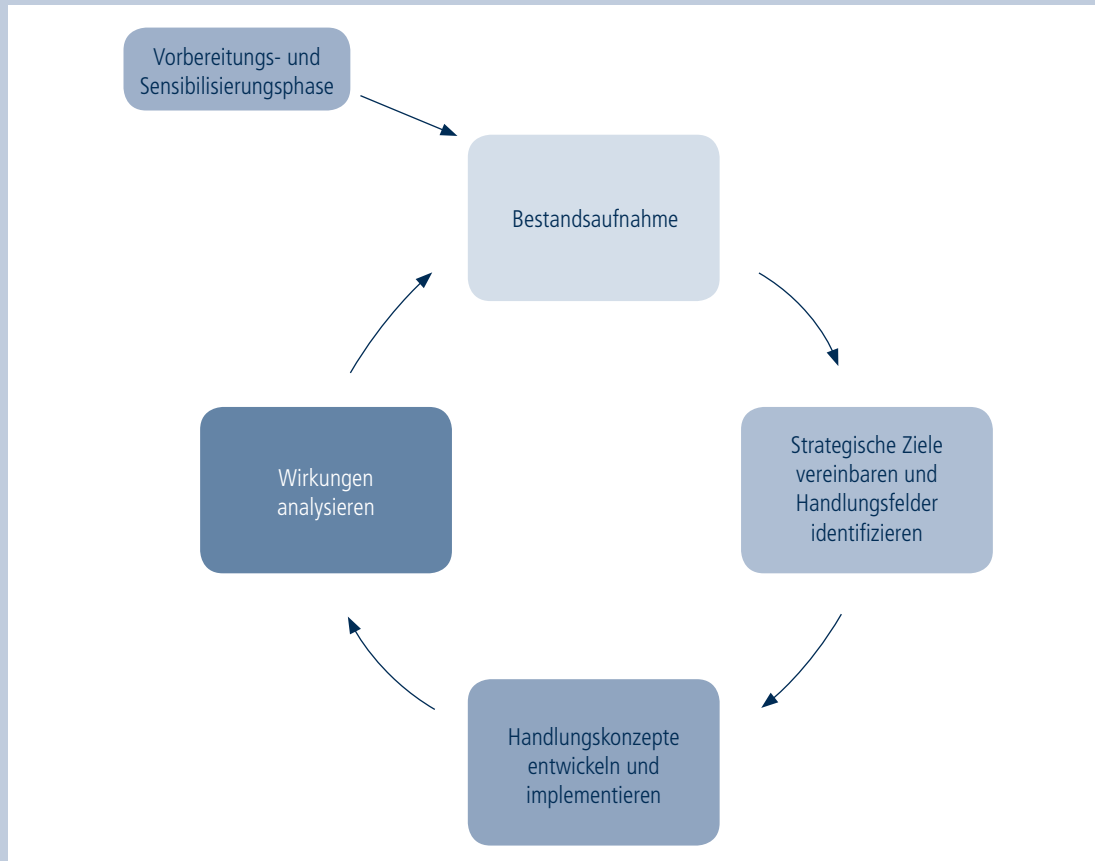 Vorbereitungs- und
Sensibilisierungsphase
Bestandsaufnahme
Strategische Ziele
vereinbaren und
Handlungsfelder
identifizieren
Handlungskonzepte
entwickeln und
implementieren
Wirkungen
analysieren